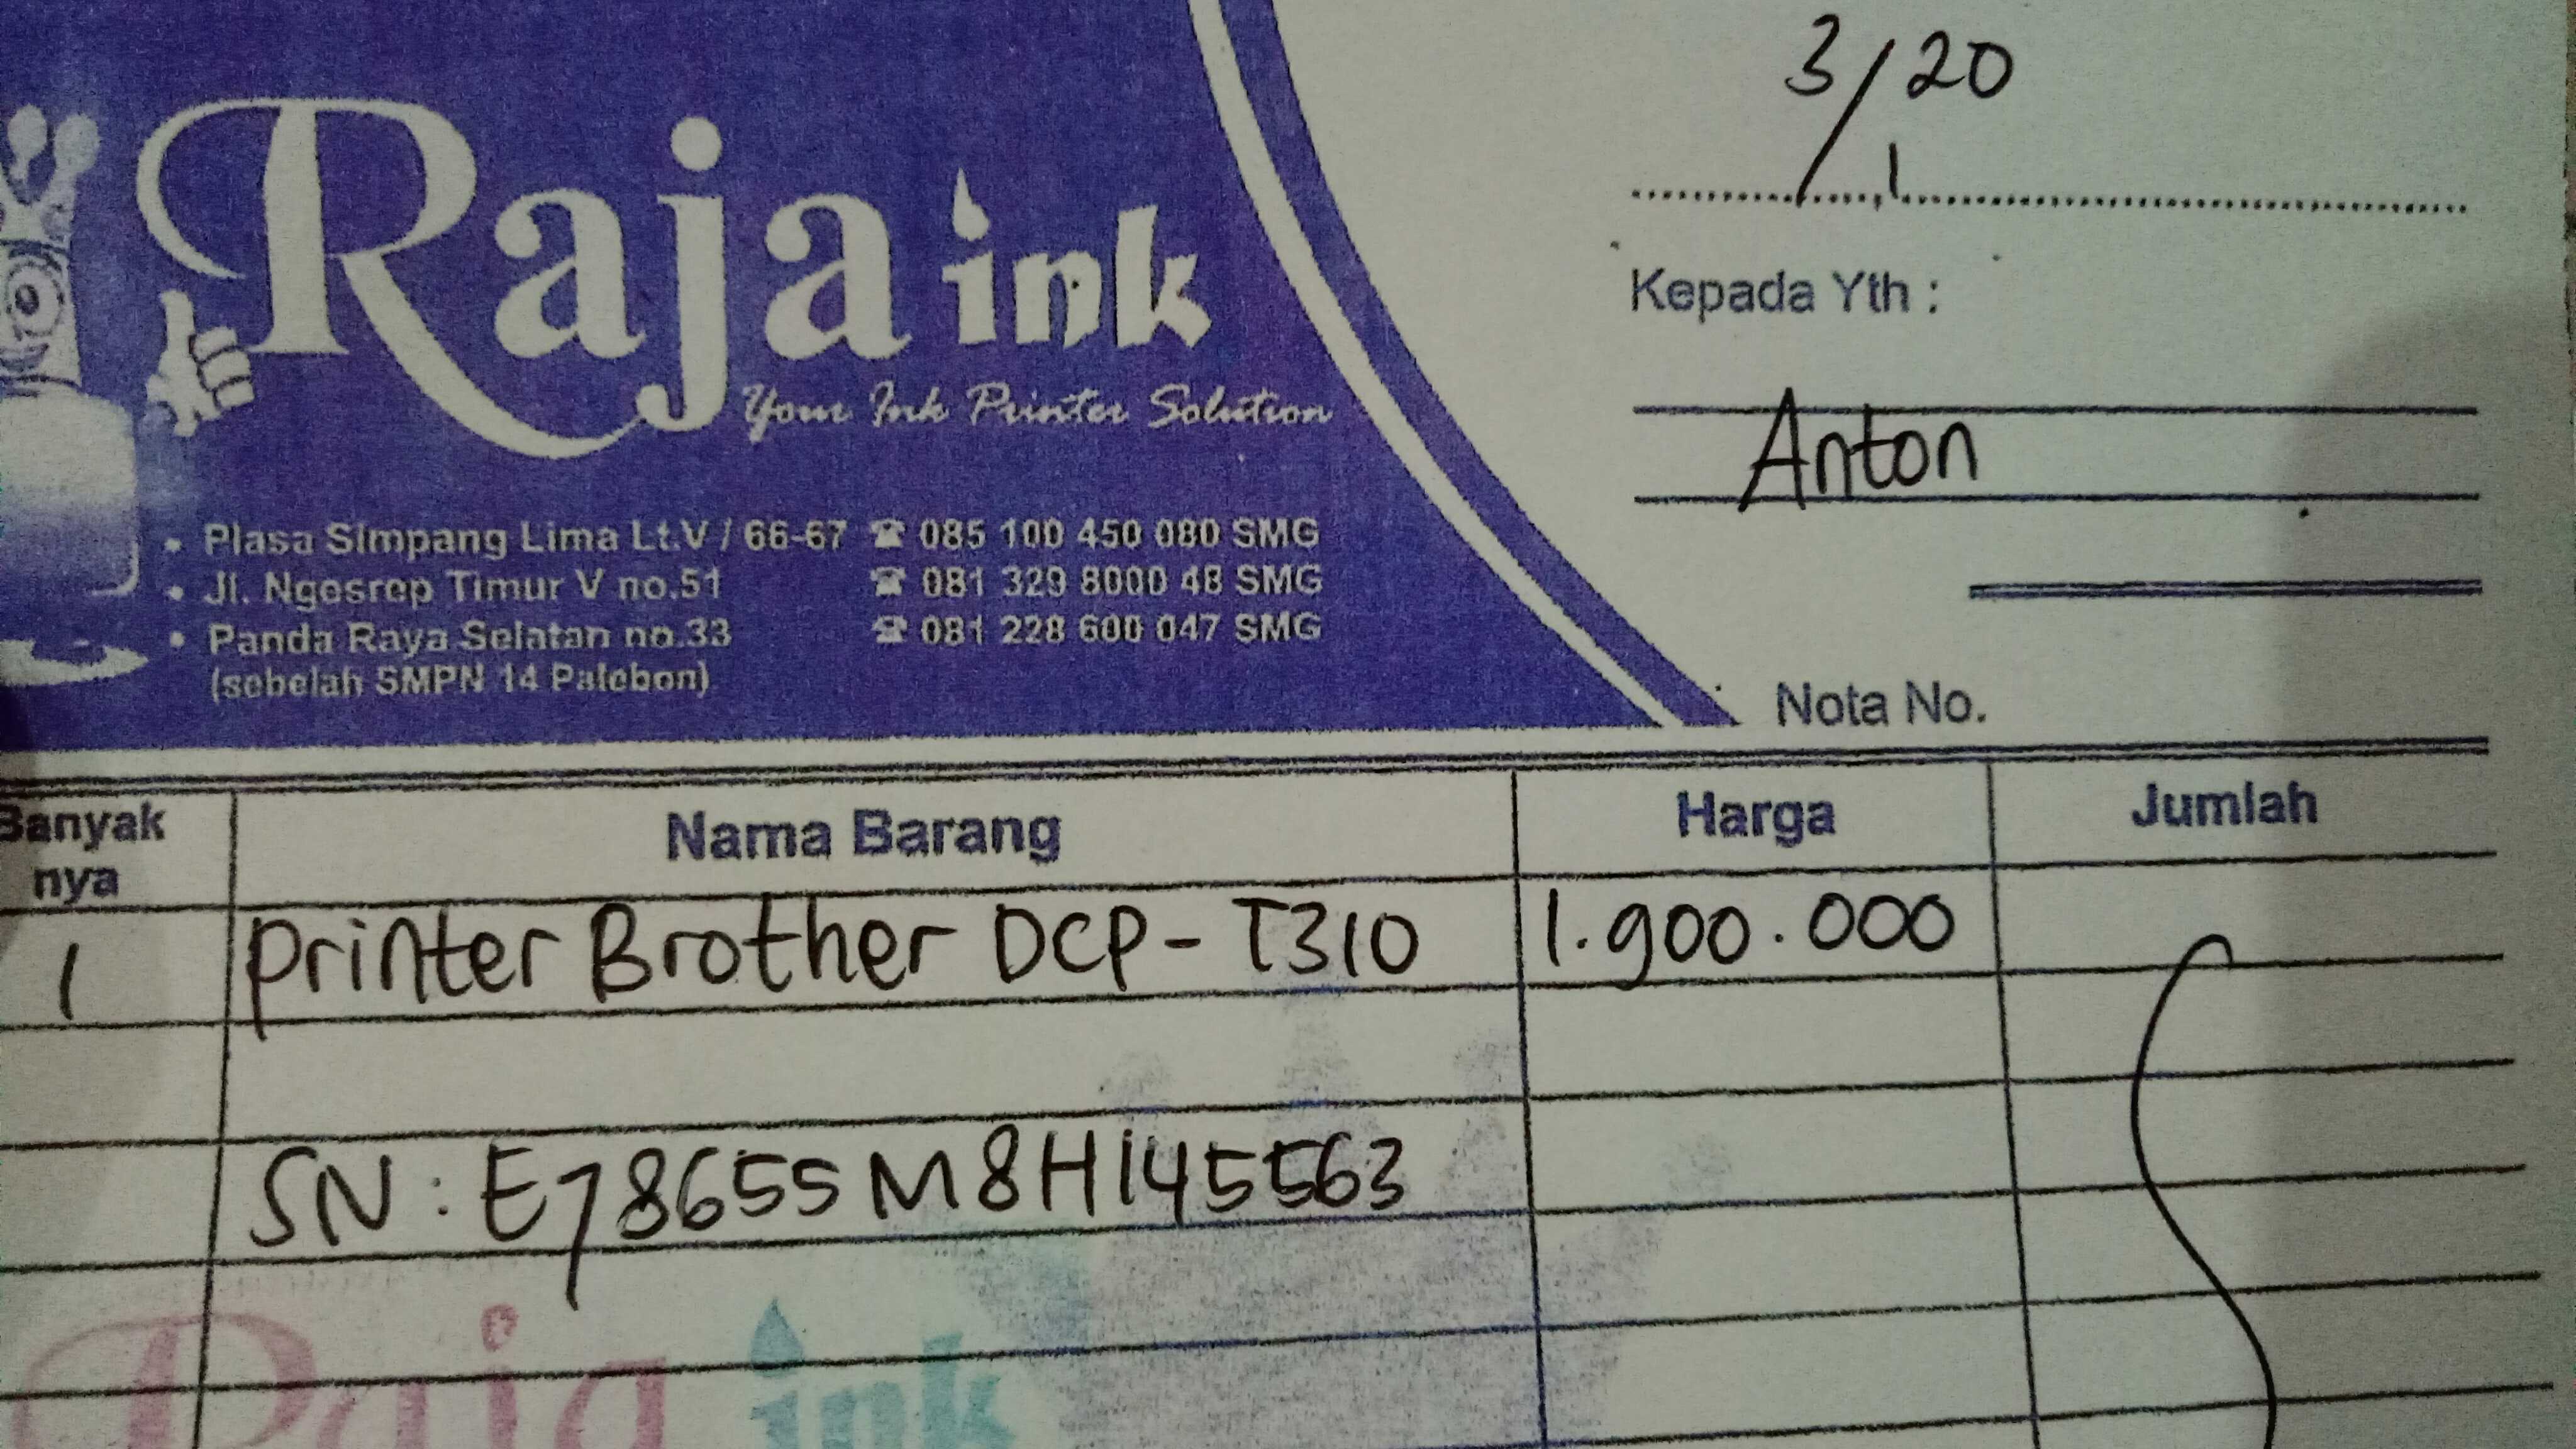 3/20
1
Raja ink
Your Ink Printer Solution
Kepada Yth :
Anton
• Plasa Simpang Lima Lt.V / 66-67 ☎ 085 100 450 080 SMG
• Jl. Ngesrep Timur V no.51 ☎ 081 329 8000 48 SMG
• Panda Raya Selatan no.33 ☎ 081 228 600 047 SMG
(sebelah SMPN 14 Palebon)
Nota No.
Banyak nya Nama Barang Harga Jumlah
1 Printer Brother DCP-T310 1.900.000
SN : E78655M8H145563
Raja ink